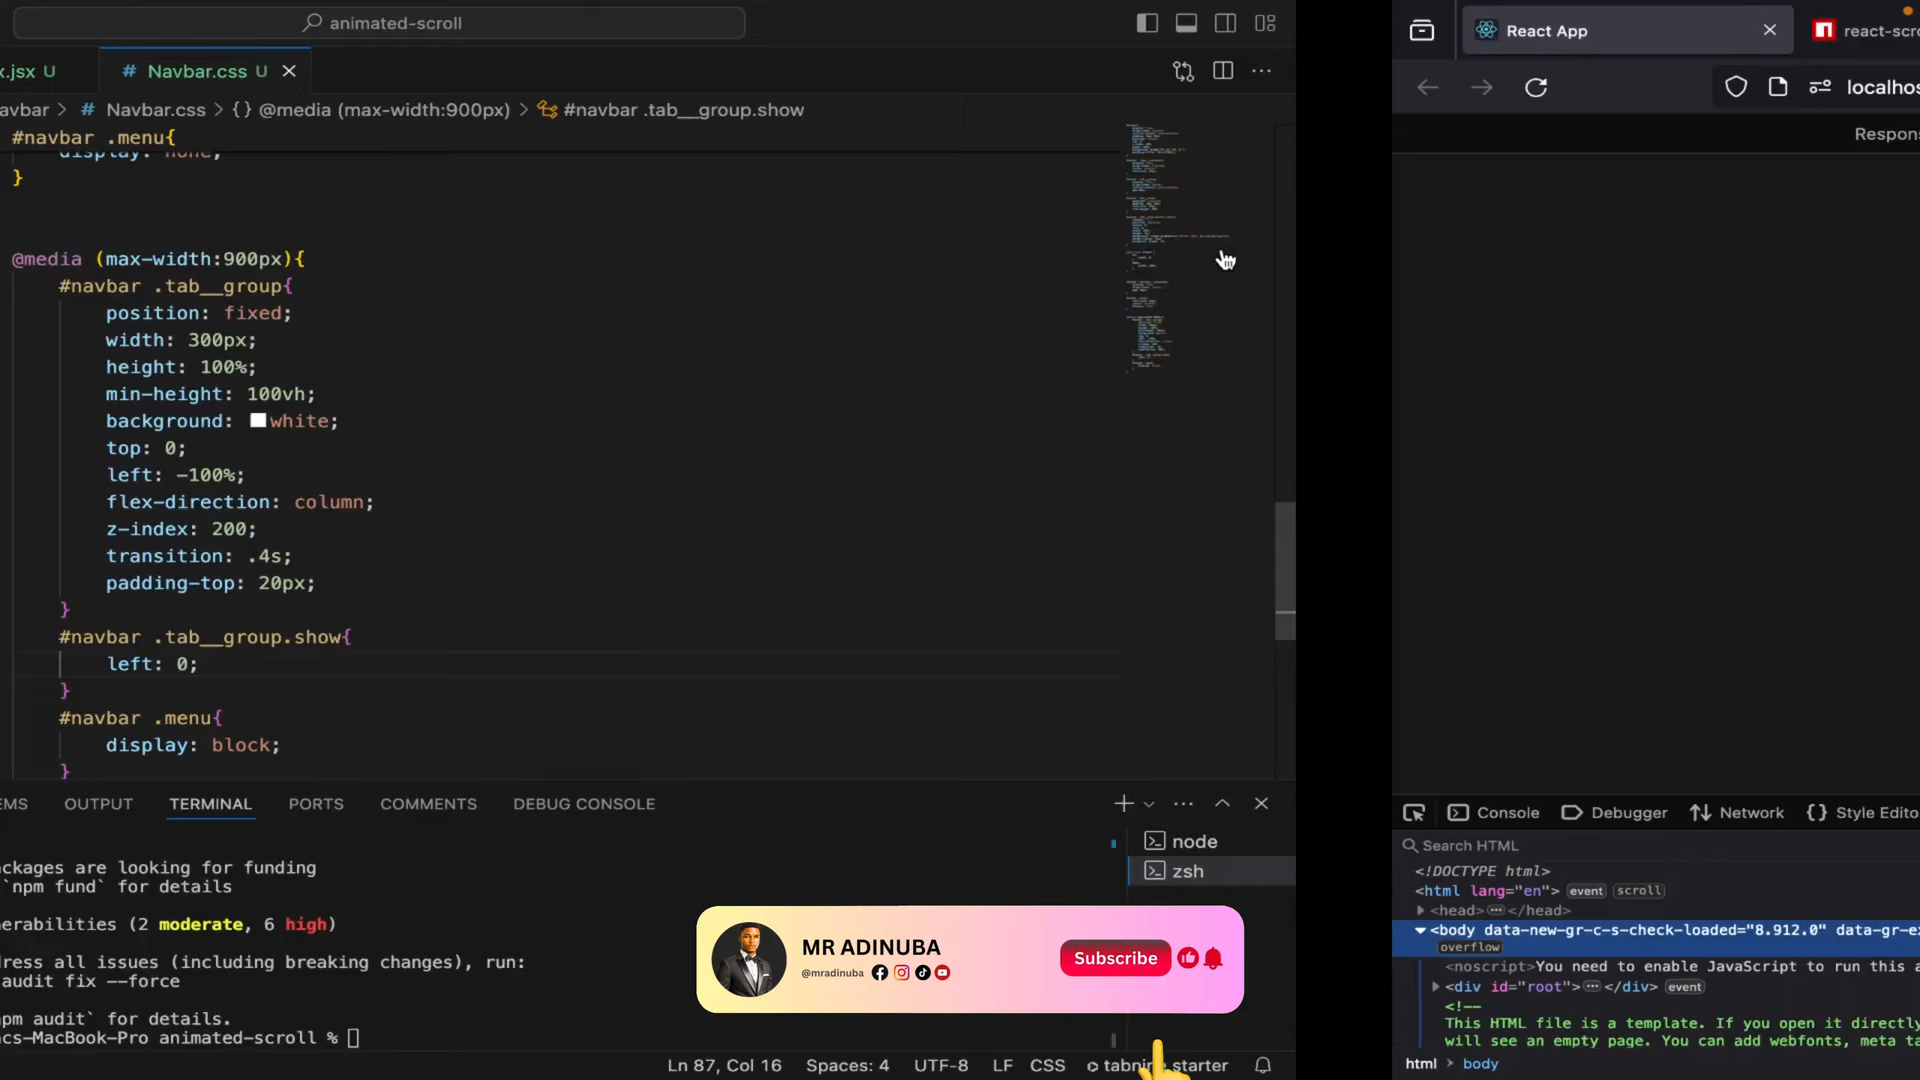 animated-scroll
x.jsx U
# Navbar.css U
avbar > # Navbar.css > {} @media (max-width:900px) > #navbar .tab__group.show
#navbar .menu{
display: none;
}
@media (max-width:900px){
#navbar .tab__group{
position: fixed;
width: 300px;
height: 100%;
min-height: 100vh;
background: white;
top: 0;
left: -100%;
flex-direction: column;
z-index: 200;
transition: .4s;
padding-top: 20px;
}
#navbar .tab__group.show{
left: 0;
}
#navbar .menu{
display: block;
}
EMS OUTPUT TERMINAL PORTS COMMENTS DEBUG CONSOLE
node
zsh
ackages are looking for funding
`npm fund` for details
erabilities (2 moderate, 6 high)
ress all issues (including breaking changes), run:
audit fix --force
pm audit` for details.
cs-MacBook-Pro animated-scroll %
MR ADINUBA
@mradinuba
Subscribe
Ln 87, Col 16 Spaces: 4 UTF-8 LF CSS tabnine starter
React App
react-scro
localhos
Respons
Console Debugger Network {} Style Edito
Search HTML
<!DOCTYPE html>
<html lang="en"> event scroll
<head> </head>
<body data-new-gr-c-s-check-loaded="8.912.0" data-gr-ex
overflow
<noscript>You need to enable JavaScript to run this a
<div id="root"> </div> event
<!--
This HTML file is a template. If you open it directly
will see an empty page. You can add webfonts, meta ta
html > body